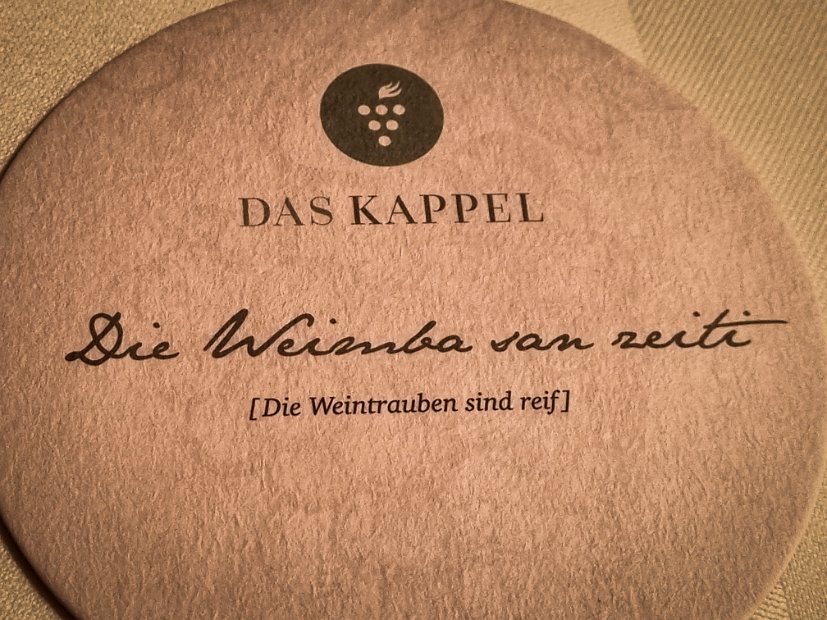 DAS KAPPEL
Die Weimba san zeiti
[Die Weintrauben sind reif]